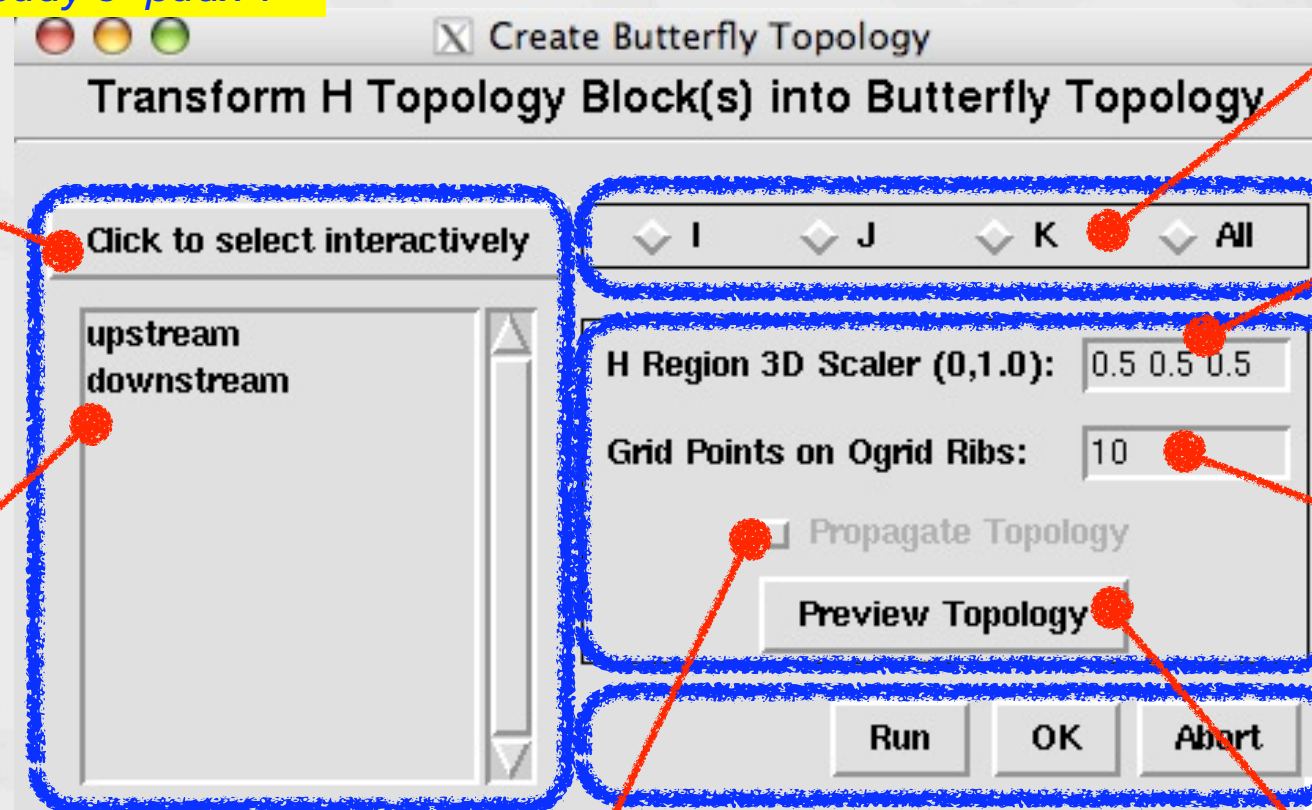 Create Butterfly Topology
Transform H Topology Block(s) into Butterfly Topology
Click to select interactively
upstream
downstream
I J K All
H Region 3D Scaler (0,1.0): 0.5 0.5 0.5
Grid Points on Ogrid Ribs: 10
Propagate Topology
Preview Topology
Run OK Abort